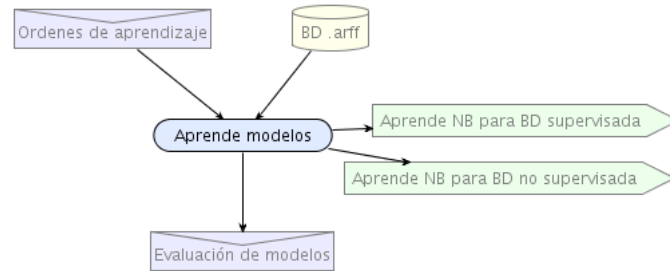 Ordenes de aprendizaje
BD .arff
Aprende modelos
Aprende NB para BD supervisada
Aprende NB para BD no supervisada
Evaluación de modelos